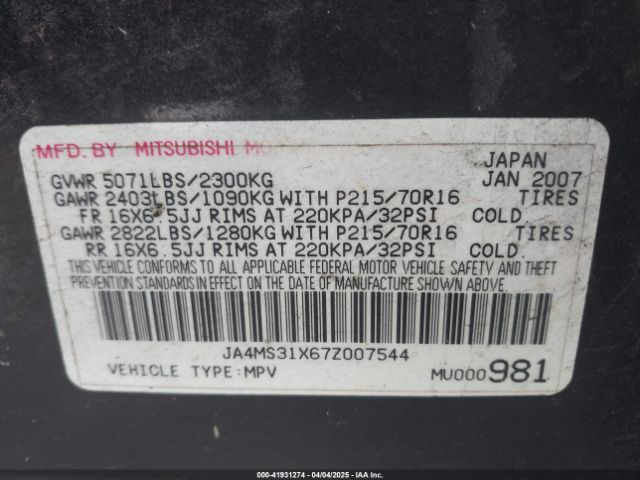 MFD. BY MITSUBISHI JAPAN
GVWR 5071LBS/2300KG JAN 2007
GAWR 2403LBS/1090KG WITH P215/70R16 TIRES
FR 16X6.5JJ RIMS AT 220KPA/32PSI COLD.
GAWR 2822LBS/1280KG WITH P215/70R16 TIRES
RR 16X6.5JJ RIMS AT 220KPA/32PSI COLD.
THIS VEHICLE CONFORMS TO ALL APPLICABLE FEDERAL MOTOR VEHICLE SAFETY AND THEFT
PREVENTION STANDARDS IN EFFECT ON THE DATE OF MANUFACTURE SHOWN ABOVE.
JA4MS31X67Z007544
VEHICLE TYPE:MPV MU000981
000-41931274 - 04/04/2025 - IAAI, Inc.